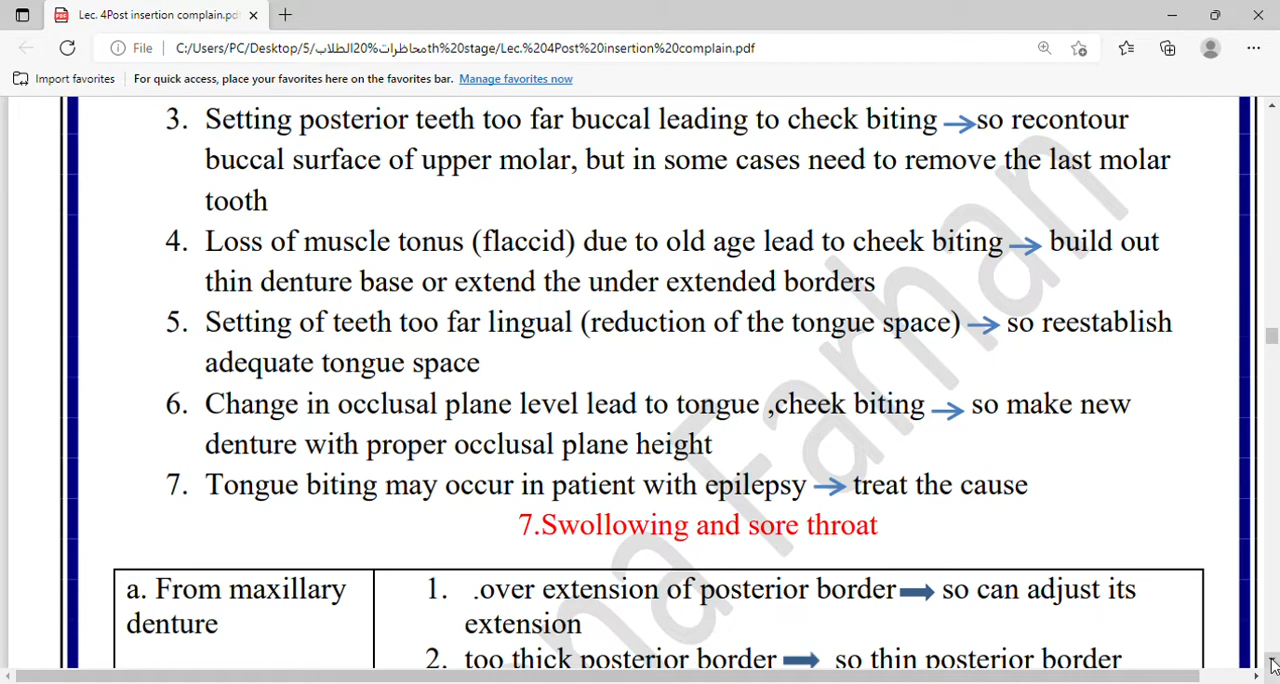 Lec. 4Post insertion complain.pd
File C:/Users/PC/Desktop/5/محاظرات%20الطلابth%20stage/Lec.%204Post%20insertion%20complain.pdf
Import favorites For quick access, place your favorites here on the favorites bar. Manage favorites now
3. Setting posterior teeth too far buccal leading to check biting → so recontour
buccal surface of upper molar, but in some cases need to remove the last molar
tooth
4. Loss of muscle tonus (flaccid) due to old age lead to cheek biting → build out
thin denture base or extend the under extended borders
5. Setting of teeth too far lingual (reduction of the tongue space) → so reestablish
adequate tongue space
6. Change in occlusal plane level lead to tongue ,cheek biting → so make new
denture with proper occlusal plane height
7. Tongue biting may occur in patient with epilepsy → treat the cause
7.Swollowing and sore throat
a. From maxillary
denture
1. .over extension of posterior border → so can adjust its
extension
2. too thick posterior border → so thin posterior border
Farhan